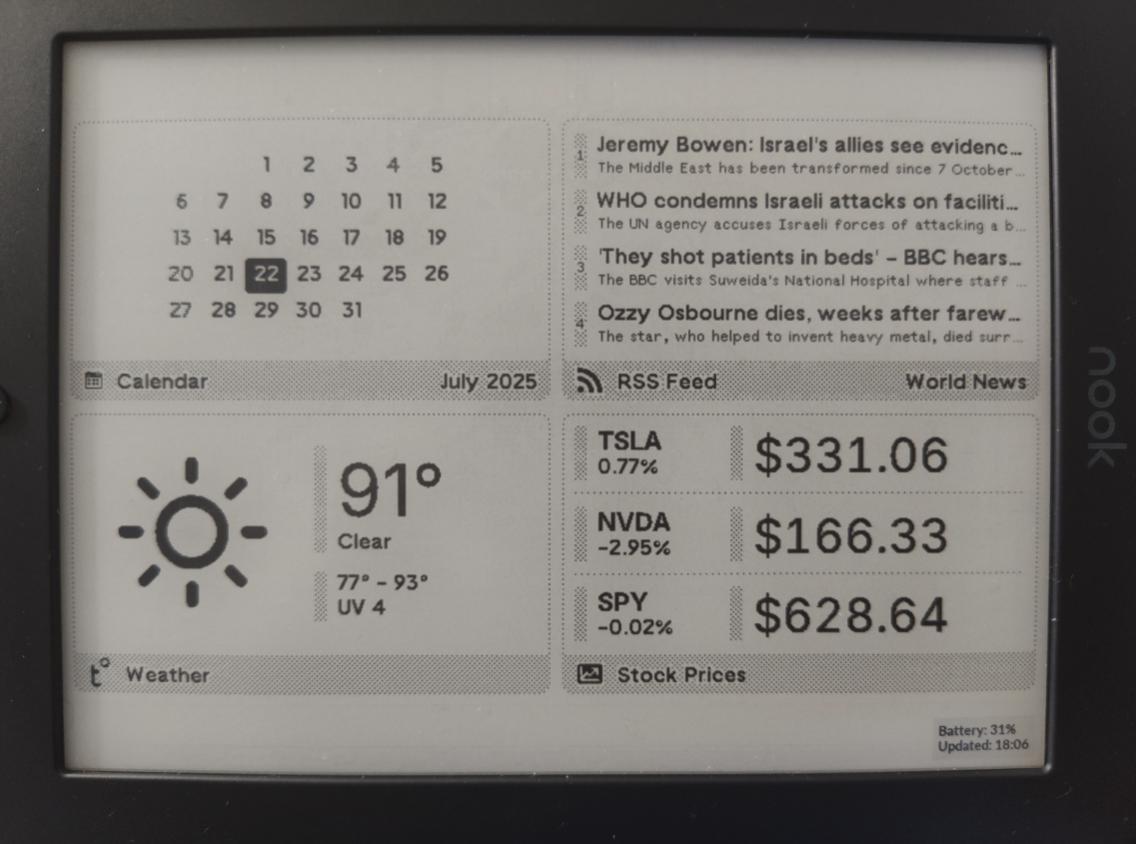 1 2 3 4 5
6 7 8 9 10 11 12
13 14 15 16 17 18 19
20 21 22 23 24 25 26
27 28 29 30 31
Calendar July 2025
1 Jeremy Bowen: Israel's allies see evidenc…
The Middle East has been transformed since 7 October…
2 WHO condemns Israeli attacks on faciliti…
The UN agency accuses Israeli forces of attacking a b…
3 'They shot patients in beds' – BBC hears…
The BBC visits Suweida's National Hospital where staff …
4 Ozzy Osbourne dies, weeks after farew…
The star, who helped to invent heavy metal, died surr…
RSS Feed World News
91°
Clear
77° - 93°
UV 4
t° Weather
TSLA
0.77%
$331.06
NVDA
-2.95%
$166.33
SPY
-0.02%
$628.64
Stock Prices
Battery: 31%
Updated: 18:06
nook